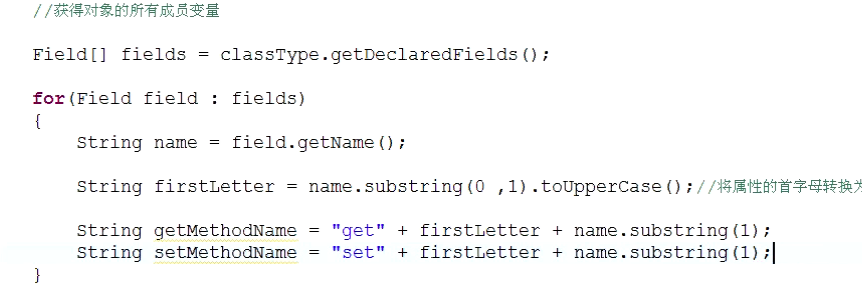 //获得对象的所有成员变量
Field[] fields = classType.getDeclaredFields();
for(Field field : fields)
{
String name = field.getName();
String firstLetter = name.substring(0 ,1).toUpperCase();//将属性的首字母转换为
String getMethodName = "get" + firstLetter + name.substring(1);
String setMethodName = "set" + firstLetter + name.substring(1);
}